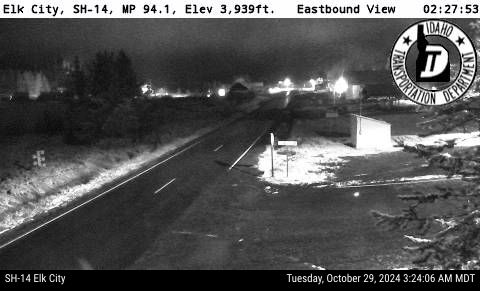 Elk City, SH-14, MP 94.1, Elev 3,939ft. Eastbound View 02:27:53
IDAHO
TRANSPORTATION DEPARTMENT
SH-14 Elk City Tuesday, October 29, 2024 3:24:06 AM MDT